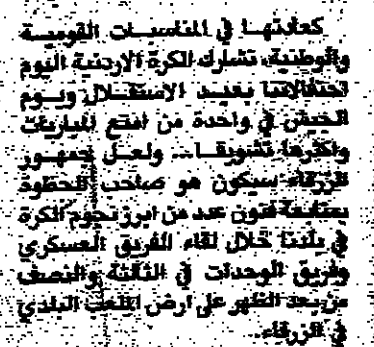 كعادتها في المناسبات القومية
والوطنية، تشارك الكرة الاردنية اليوم
احتفالاتنا بعيد الاستقلال ويوم
الجيش في واحدة من امتع المباريات
واكثرها تشويقا... ولعل جمهور
الزرقاء سيكون هو صاحب الحظوة
بمتابعة فنون عدد من ابرز نجوم الكرة
في بلدنا خلال لقاء الفريق العسكري
وفريق الوحدات في الثالثة والنصف
من بعد الظهر على ارض الملعب البلدي
في الزرقاء.